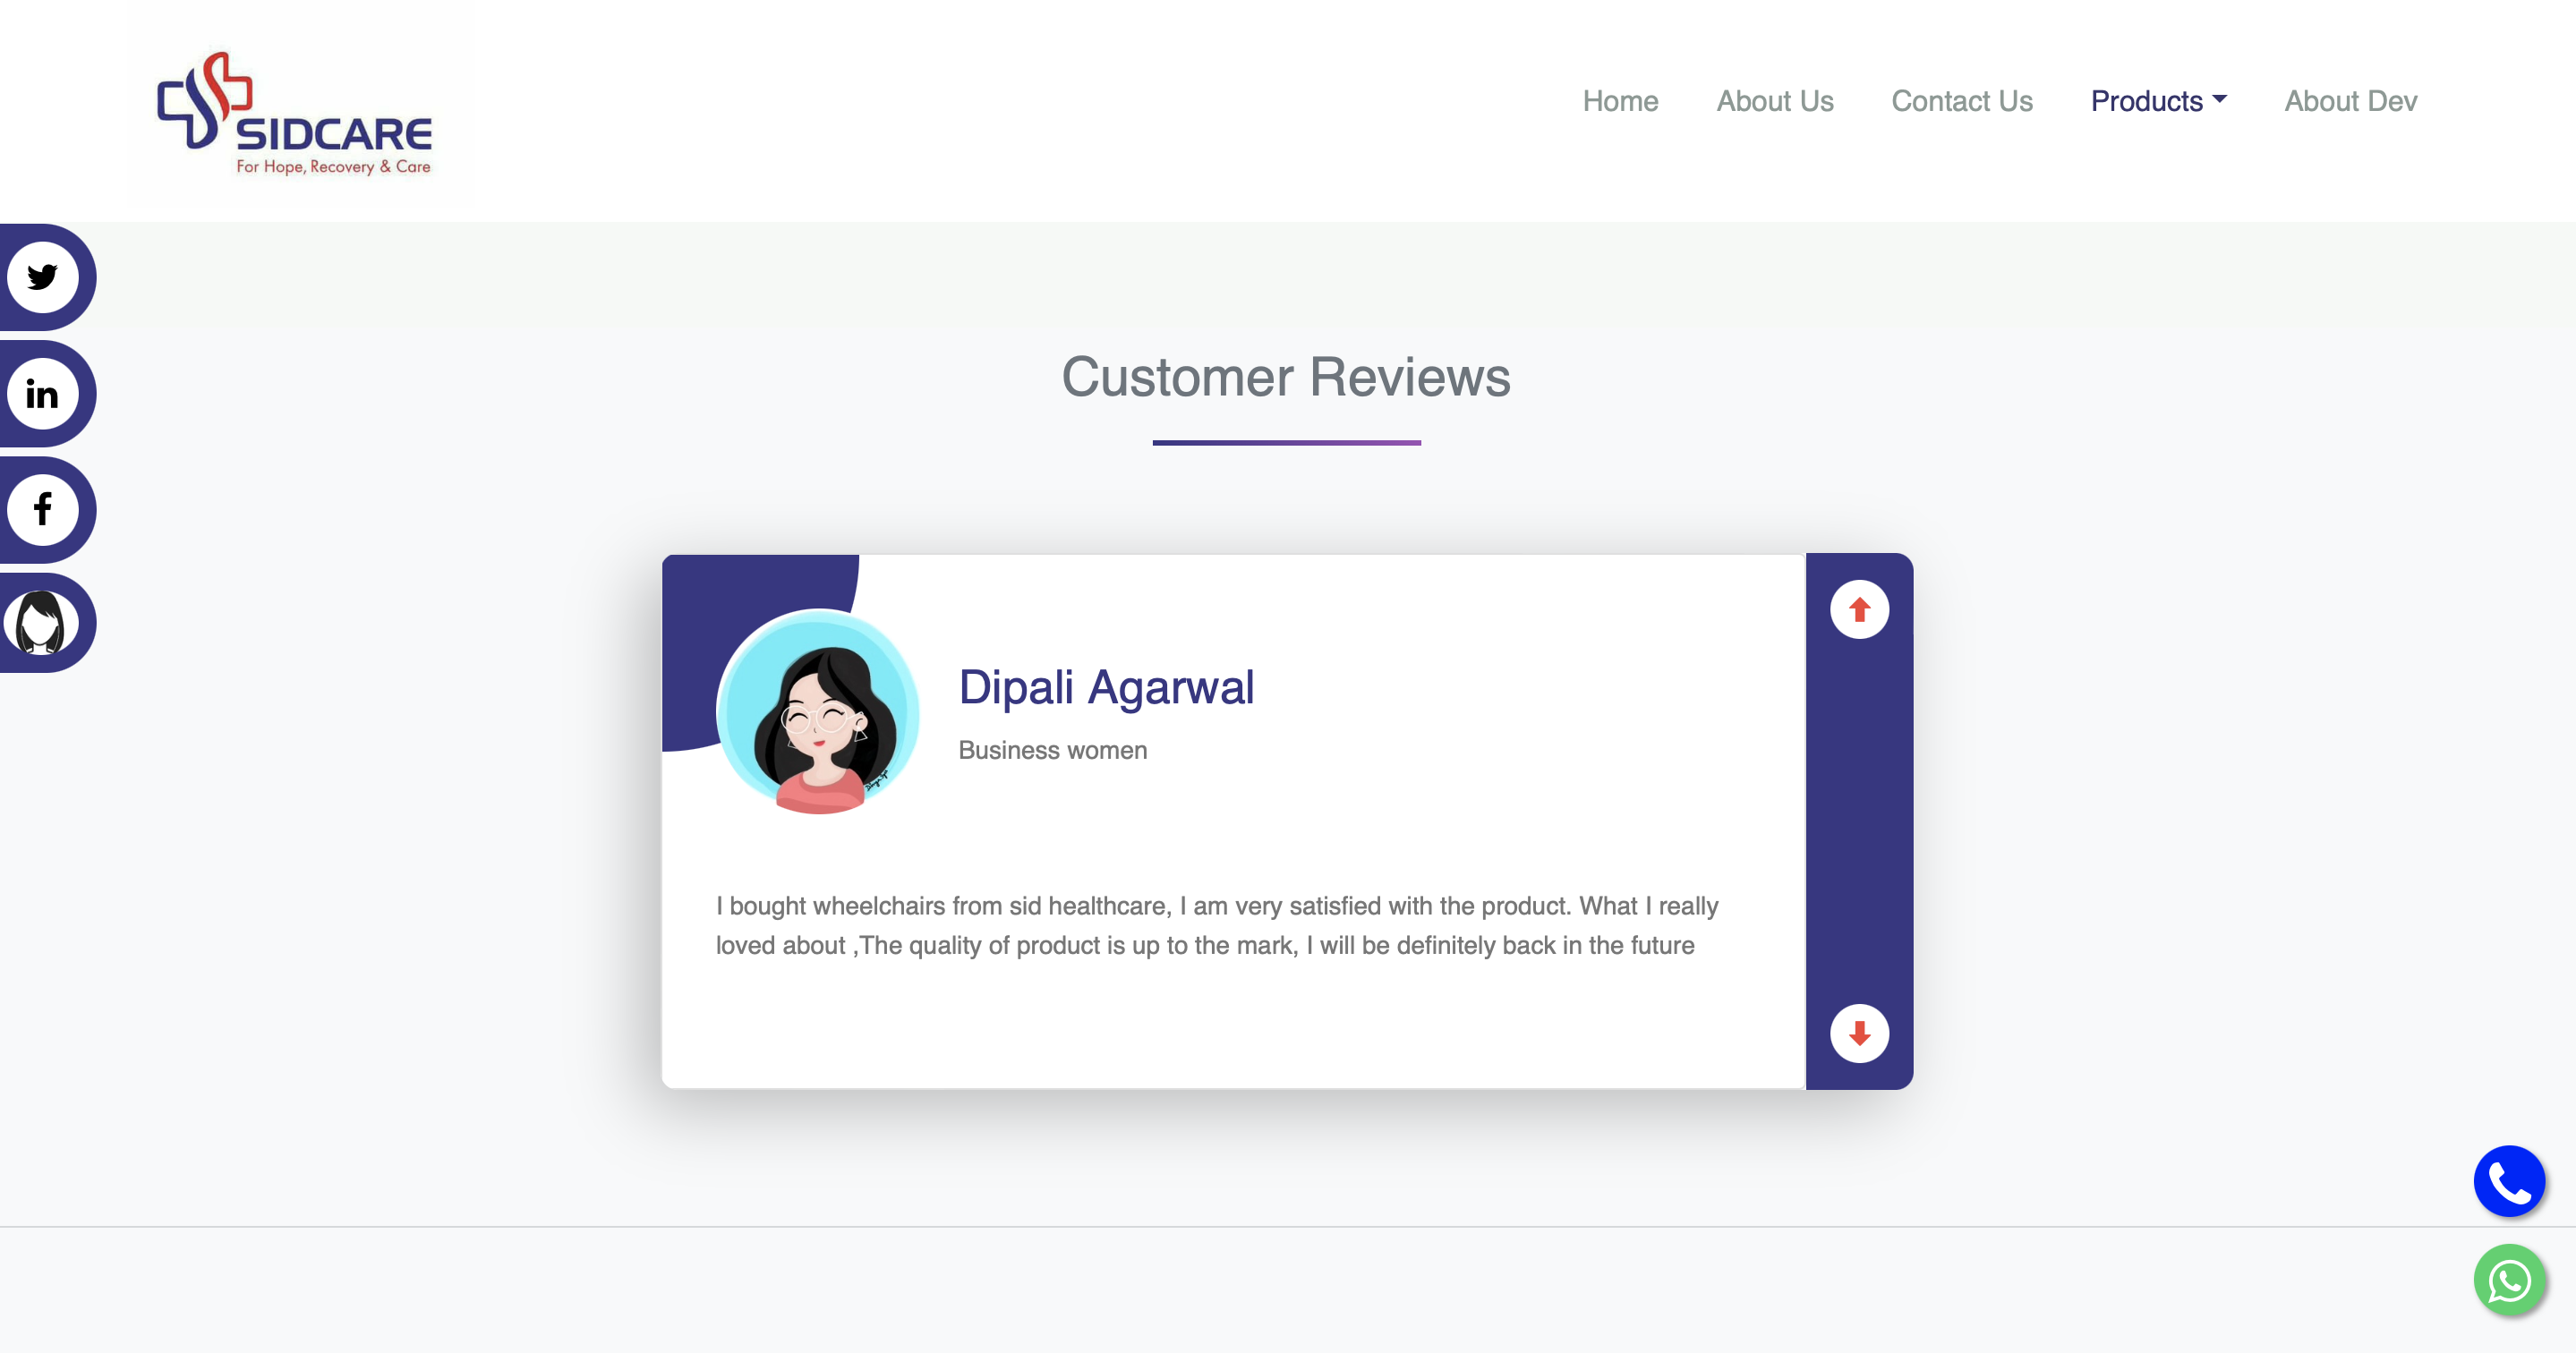 SIDCARE
For Hope, Recovery & Care
Home About Us Contact Us Products About Dev
Customer Reviews
Dipali Agarwal
Business women
I bought wheelchairs from sid healthcare, I am very satisfied with the product. What I really
loved about ,The quality of product is up to the mark, I will be definitely back in the future